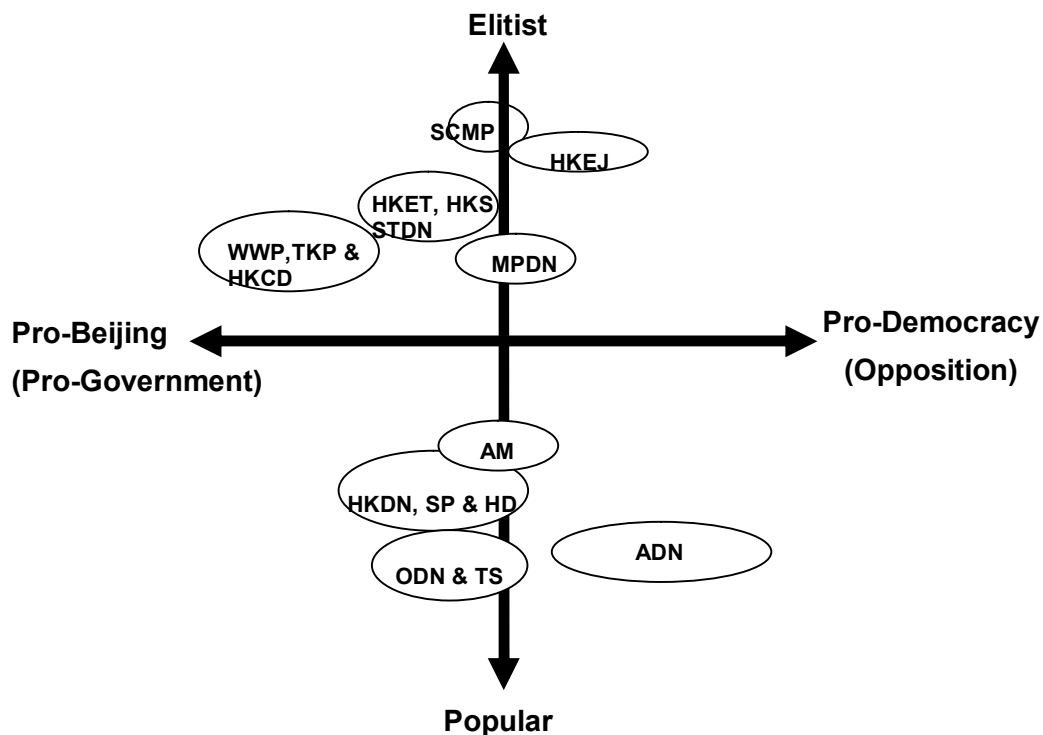 Elitist
SCMP
HKEJ
HKET, HKS
STDN
WWP,TKP &
HKCD
MPDN
Pro-Beijing
(Pro-Government)
Pro-Democracy
(Opposition)
AM
HKDN, SP & HD
ADN
ODN & TS
Popular